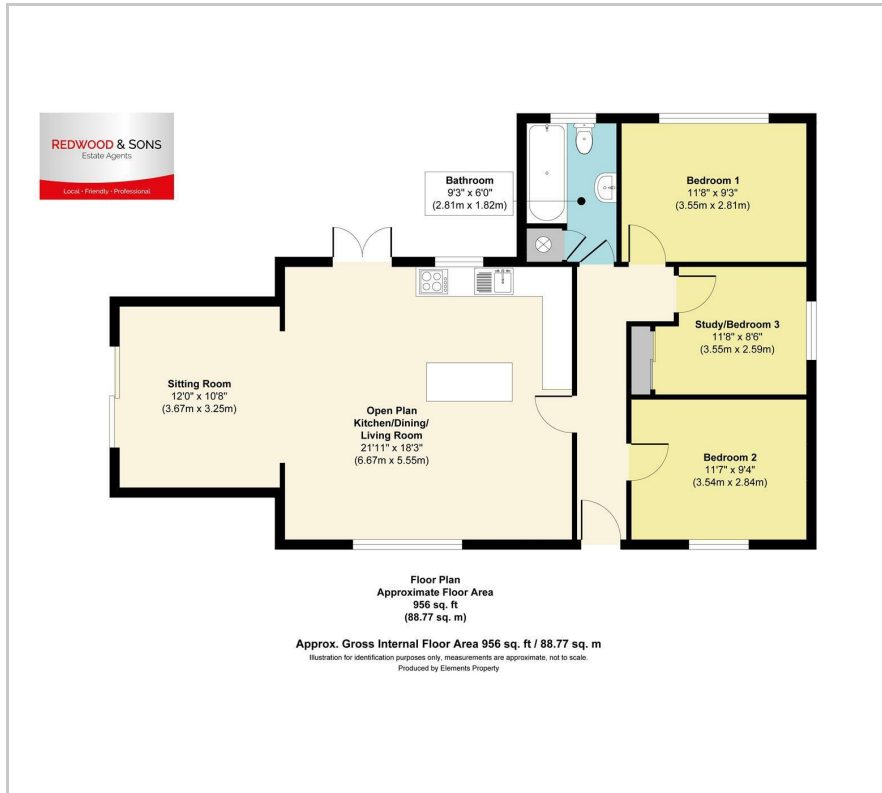 REDWOOD & SONS
Estate Agents
Local • Friendly • Professional
Bathroom
9'3" x 6'0"
(2.81m x 1.82m)
Bedroom 1
11'8" x 9'3"
(3.55m x 2.81m)
Study/Bedroom 3
11'8" x 8'6"
(3.55m x 2.59m)
Sitting Room
12'0" x 10'8"
(3.67m x 3.25m)
Open Plan
Kitchen/Dining/
Living Room
21'11" x 18'3"
(6.67m x 5.55m)
Bedroom 2
11'7" x 9'4"
(3.54m x 2.84m)
Floor Plan
Approximate Floor Area
956 sq. ft
(88.77 sq. m)
Approx. Gross Internal Floor Area 956 sq. ft / 88.77 sq. m
Illustration for identification purposes only, measurements are approximate, not to scale.
Produced by Elements Property